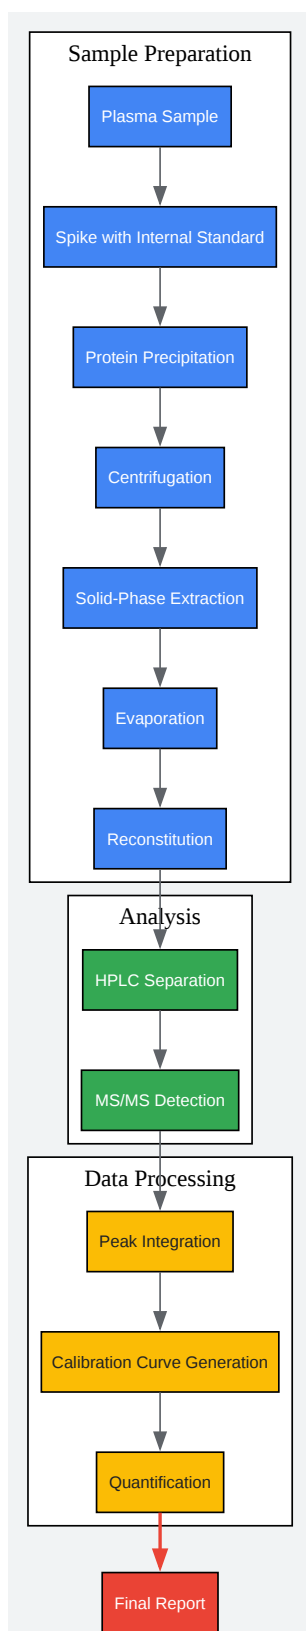 Sample Preparation
Plasma Sample
Spike with Internal Standard
Protein Precipitation
Centrifugation
Solid-Phase Extraction
Evaporation
Reconstitution
Analysis
HPLC Separation
MS/MS Detection
Data Processing
Peak Integration
Calibration Curve Generation
Quantification
Final Report